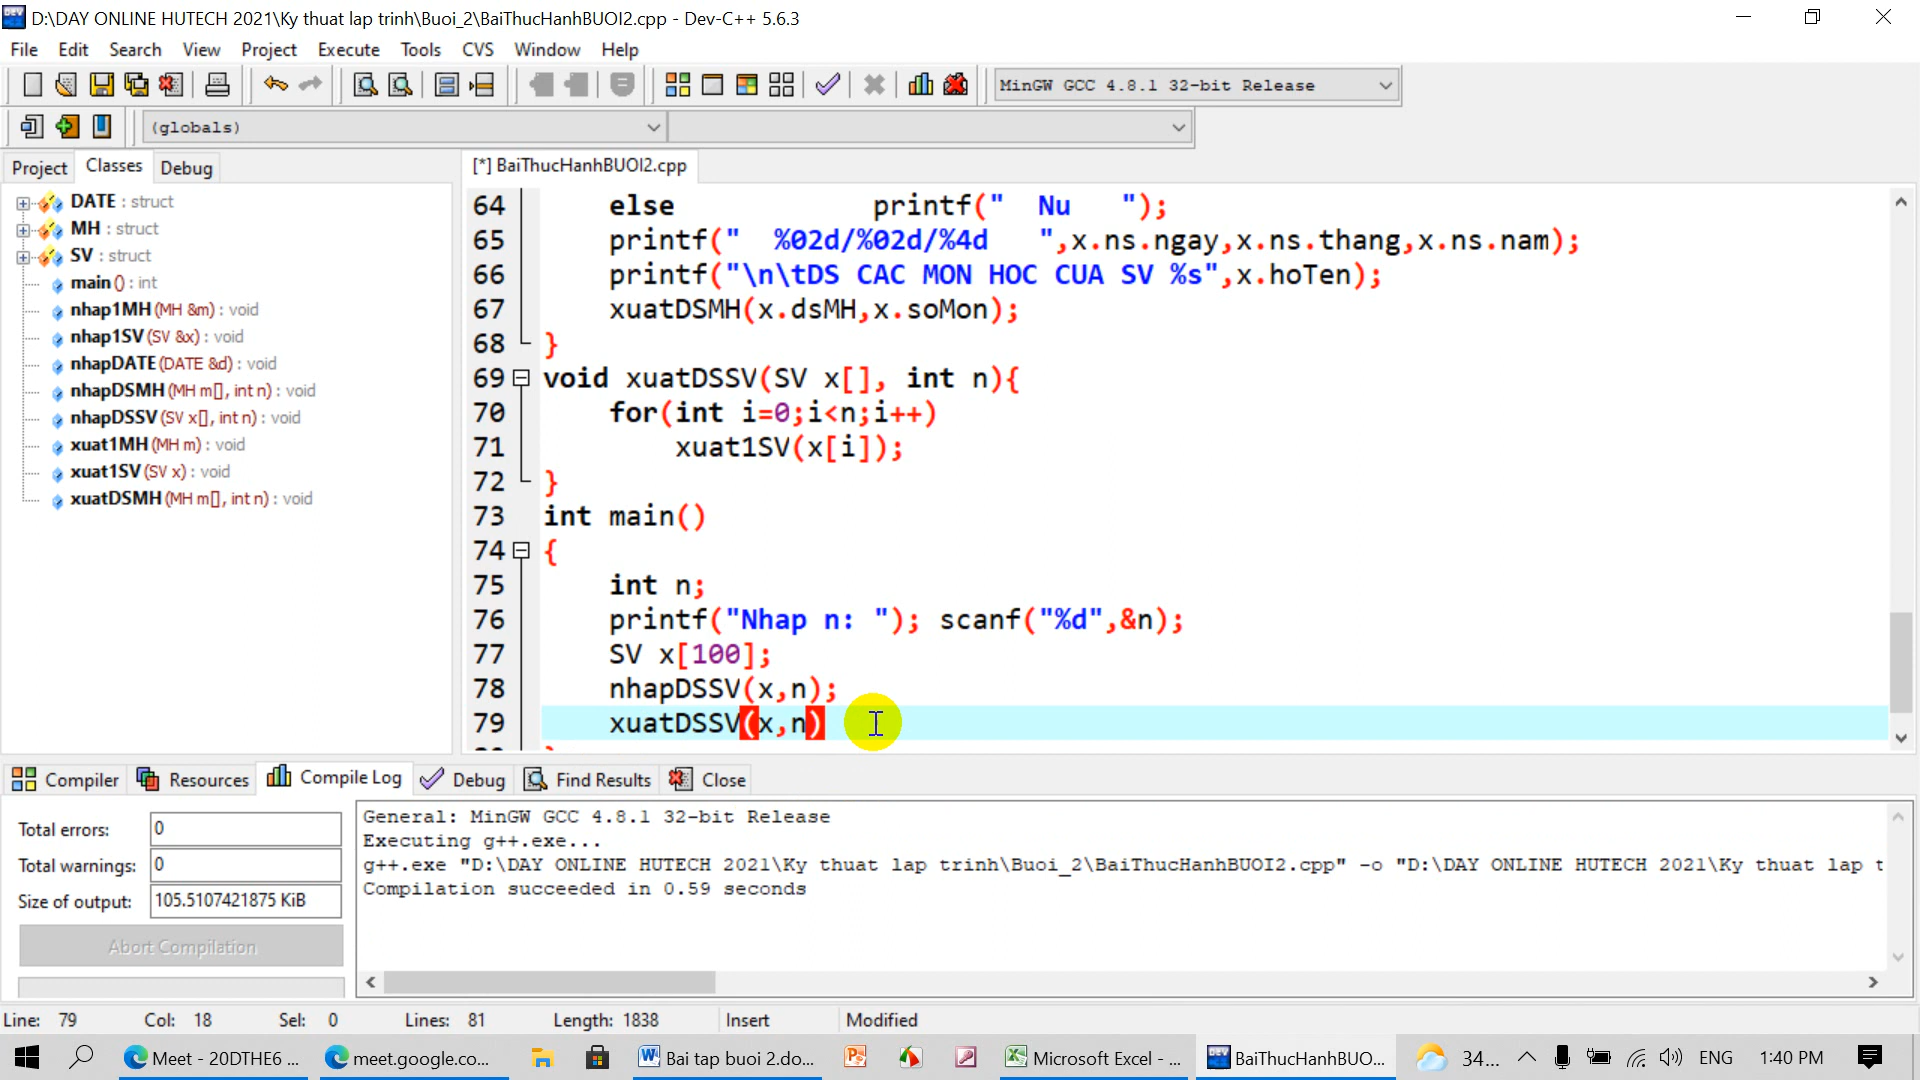 D:\DAY ONLINE HUTECH 2021\Ky thuat lap trinh\Buoi_2\BaiThucHanhBUOI2.cpp - Dev-C++ 5.6.3
File Edit Search View Project Execute Tools CVS Window Help
MinGW GCC 4.8.1 32-bit Release
(globals)
Project Classes Debug
[*] BaiThucHanhBUOI2.cpp
DATE : struct
MH : struct
SV : struct
main () : int
nhap1MH (MH &m) : void
nhap1SV (SV &x) : void
nhapDATE (DATE &d) : void
nhapDSMH (MH m[], int n) : void
nhapDSSV (SV x[], int n) : void
xuat1MH (MH m) : void
xuat1SV (SV x) : void
xuatDSMH (MH m[], int n) : void
64 else printf("  Nu   ");
65 printf("  %02d/%02d/%4d   ",x.ns.ngay,x.ns.thang,x.ns.nam);
66 printf("\n\tDS CAC MON HOC CUA SV %s",x.hoTen);
67 xuatDSMH(x.dsMH,x.soMon);
68 }
69 void xuatDSSV(SV x[], int n){
70 for(int i=0;i<n;i++)
71 xuat1SV(x[i]);
72 }
73 int main()
74 {
75 int n;
76 printf("Nhap n: "); scanf("%d",&n);
77 SV x[100];
78 nhapDSSV(x,n);
79 xuatDSSV(x,n)
Compiler Resources Compile Log Debug Find Results Close
Total errors: 0
Total warnings: 0
Size of output: 105.5107421875 KiB
Abort Compilation
General: MinGW GCC 4.8.1 32-bit Release
Executing g++.exe...
g++.exe "D:\DAY ONLINE HUTECH 2021\Ky thuat lap trinh\Buoi_2\BaiThucHanhBUOI2.cpp" -o "D:\DAY ONLINE HUTECH 2021\Ky thuat lap t
Compilation succeeded in 0.59 seconds
Line: 79 Col: 18 Sel: 0 Lines: 81 Length: 1838 Insert Modified
Meet - 20DTHE6 ... meet.google.co... Bai tap buoi 2.do... Microsoft Excel - ... BaiThucHanhBUO... 34... ENG 1:40 PM